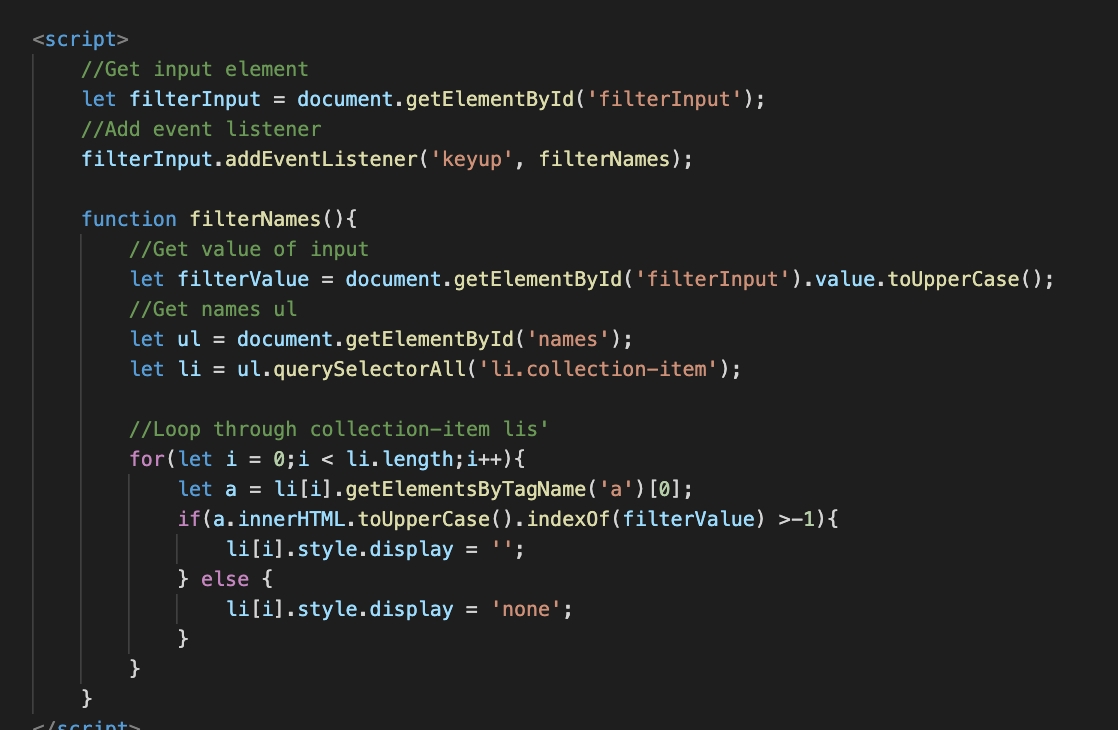 <script>
//Get input element
let filterInput = document.getElementById('filterInput');
//Add event listener
filterInput.addEventListener('keyup', filterNames);
function filterNames(){
//Get value of input
let filterValue = document.getElementById('filterInput').value.toUpperCase();
//Get names ul
let ul = document.getElementById('names');
let li = ul.querySelectorAll('li.collection-item');
//Loop through collection-item lis'
for(let i = 0;i < li.length;i++){
let a = li[i].getElementsByTagName('a')[0];
if(a.innerHTML.toUpperCase().indexOf(filterValue) >-1){
li[i].style.display = '';
} else {
li[i].style.display = 'none';
}
}
}
</script>